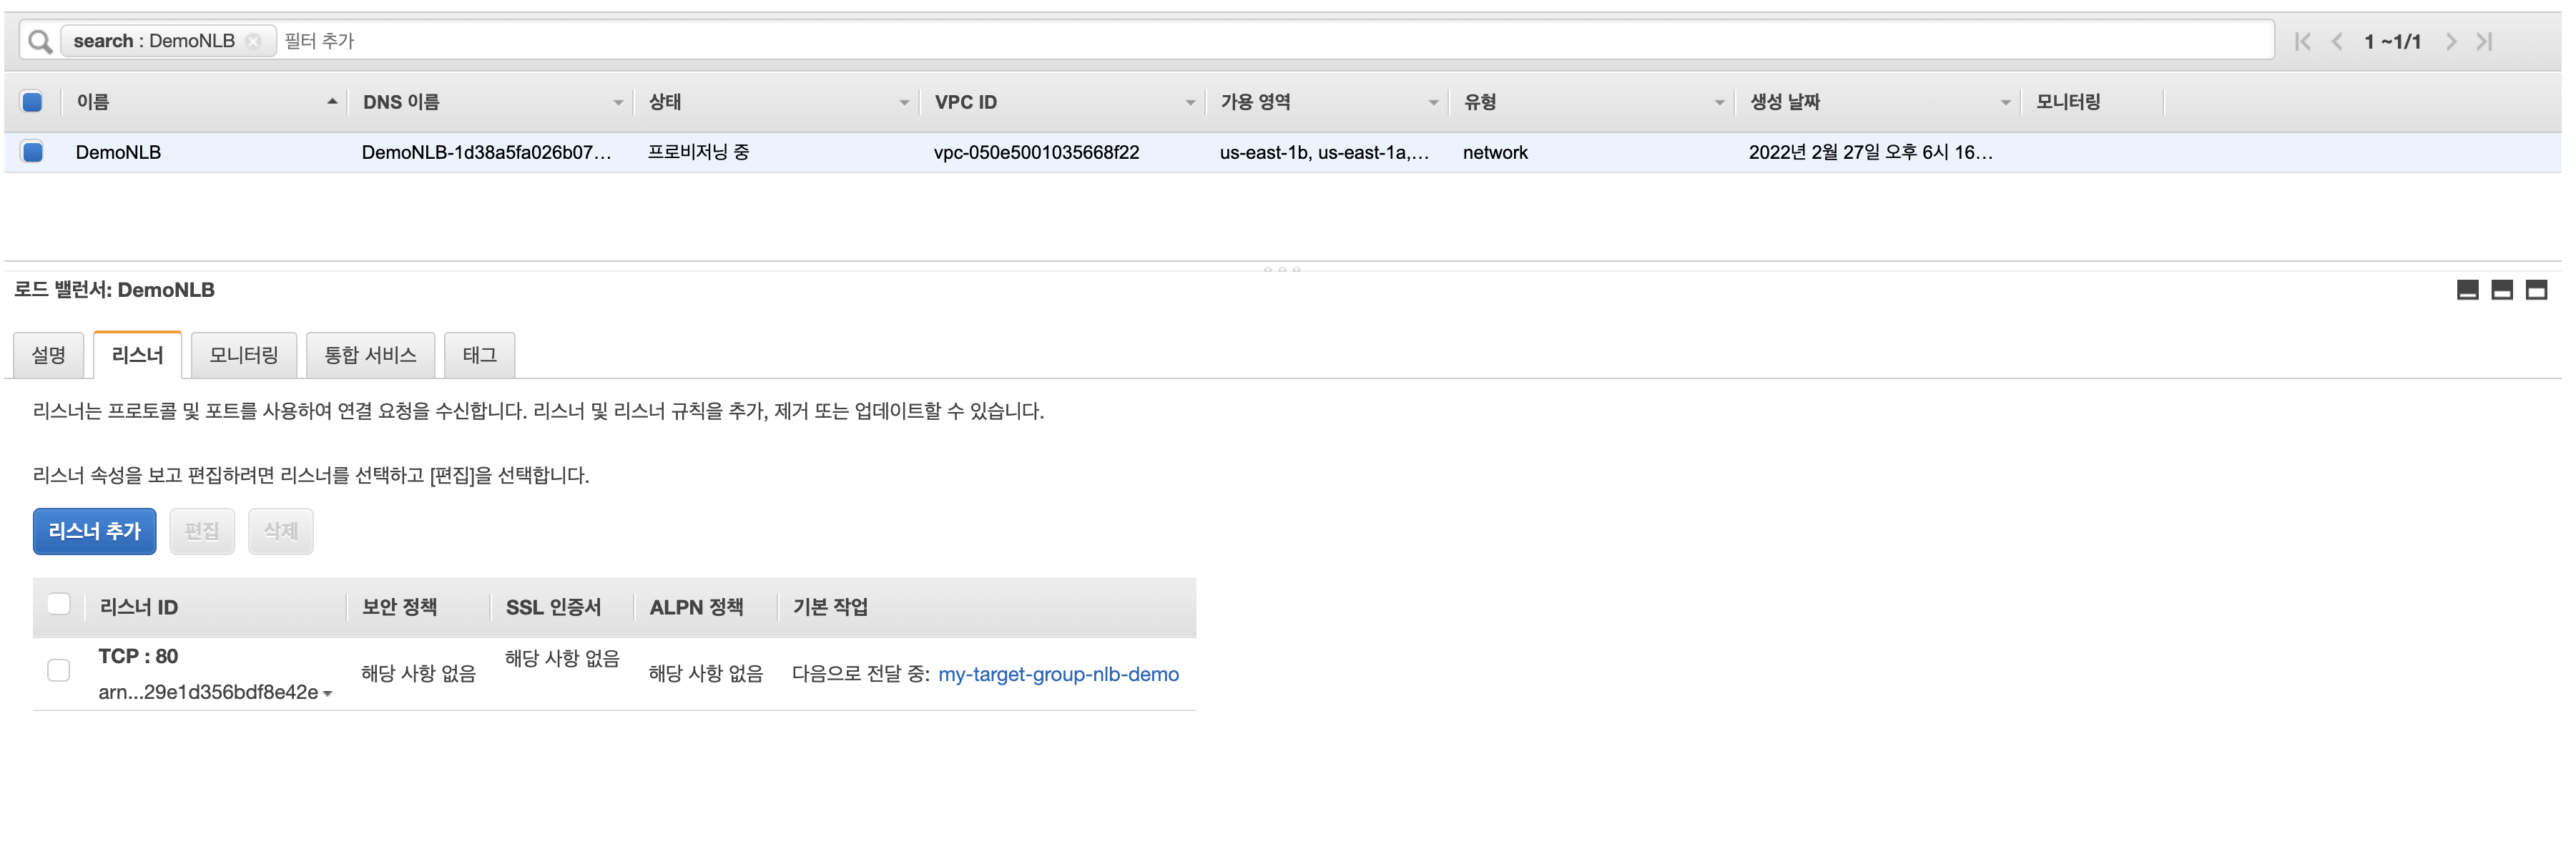 search : DemoNLB 필터 추가 1 ~1/1
이름 DNS 이름 상태 VPC ID 가용 영역 유형 생성 날짜 모니터링
DemoNLB DemoNLB-1d38a5fa026b07... 프로비저닝 중 vpc-050e5001035668f22 us-east-1b, us-east-1a,... network 2022년 2월 27일 오후 6시 16...
로드 밸런서: DemoNLB
설명 리스너 모니터링 통합 서비스 태그
리스너는 프로토콜 및 포트를 사용하여 연결 요청을 수신합니다. 리스너 및 리스너 규칙을 추가, 제거 또는 업데이트할 수 있습니다.
리스너 속성을 보고 편집하려면 리스너를 선택하고 [편집]을 선택합니다.
리스너 추가 편집 삭제
리스너 ID 보안 정책 SSL 인증서 ALPN 정책 기본 작업
TCP : 80
arn...29e1d356bdf8e42e 해당 사항 없음 해당 사항 없음 해당 사항 없음 다음으로 전달 중: my-target-group-nlb-demo